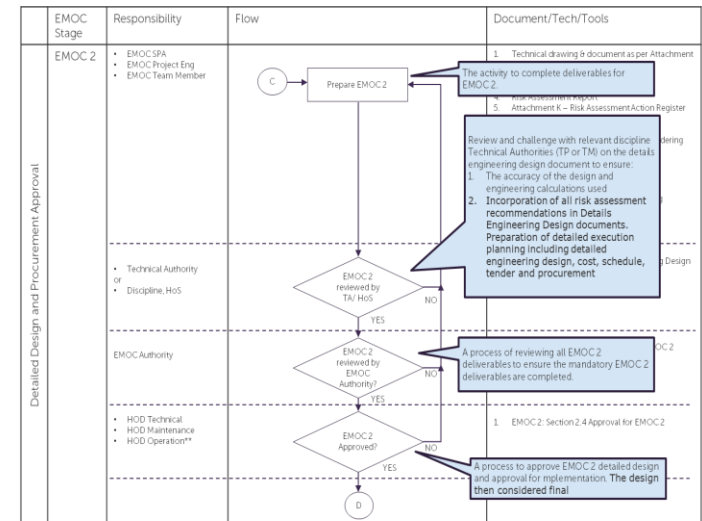 EMOC
Stage
Responsibility
Flow
Document/Tech/Tools
Detailed Design and Procurement Approval
EMOC 2
• EMOC SPA
• EMOC Project Eng
• EMOC Team Member
C
Prepare EMOC 2
1. Technical drawing & document as per Attachment
The activity to complete deliverables for
EMOC 2.
4. Risk Assessment Report
5. Attachment K – Risk Assessment Action Register
dering
Review and challenge with relevant discipline
Technical Authorities (TP or TM) on the details
engineering design document to ensure:
1. The accuracy of the design and
engineering calculations used
2. Incorporation of all risk assessment
recommendations in Details
Engineering Design documents.
Preparation of detailed execution
planning including detailed
engineering design, cost, schedule,
tender and procurement
• Technical Authority
or
• Discipline, HoS
EMOC 2
reviewed by
TA/ HoS
NO
YES
g Design
EMOC Authority
EMOC 2
reviewed by
EMOC
Authority?
NO
YES
OC 2
A process of reviewing all EMOC 2
deliverables to ensure the mandatory EMOC 2
deliverables are completed.
• HOD Technical
• HOD Maintenance
• HOD Operation**
EMOC 2
Approved?
NO
YES
1. EMOC 2: Section 2.4 Approval for EMOC 2
A process to approve EMOC 2 detailed design
and approval for mplementation. The design
then considered final
D